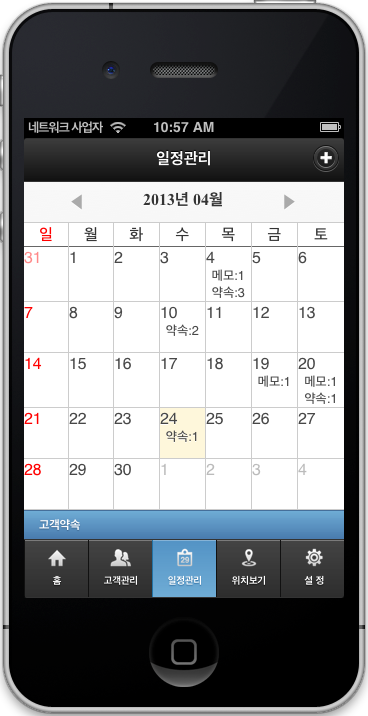 네트워크 사업자 10:57 AM
일정관리
2013년 04월
일 월 화 수 목 금 토
31 1 2 3 4 5 6
메모:1
약속:3
7 8 9 10 11 12 13
약속:2
14 15 16 17 18 19 20
메모:1 메모:1
약속:1
21 22 23 24 25 26 27
약속:1
28 29 30 1 2 3 4
고객약속
29
홈 고객관리 일정관리 위치보기 설 정